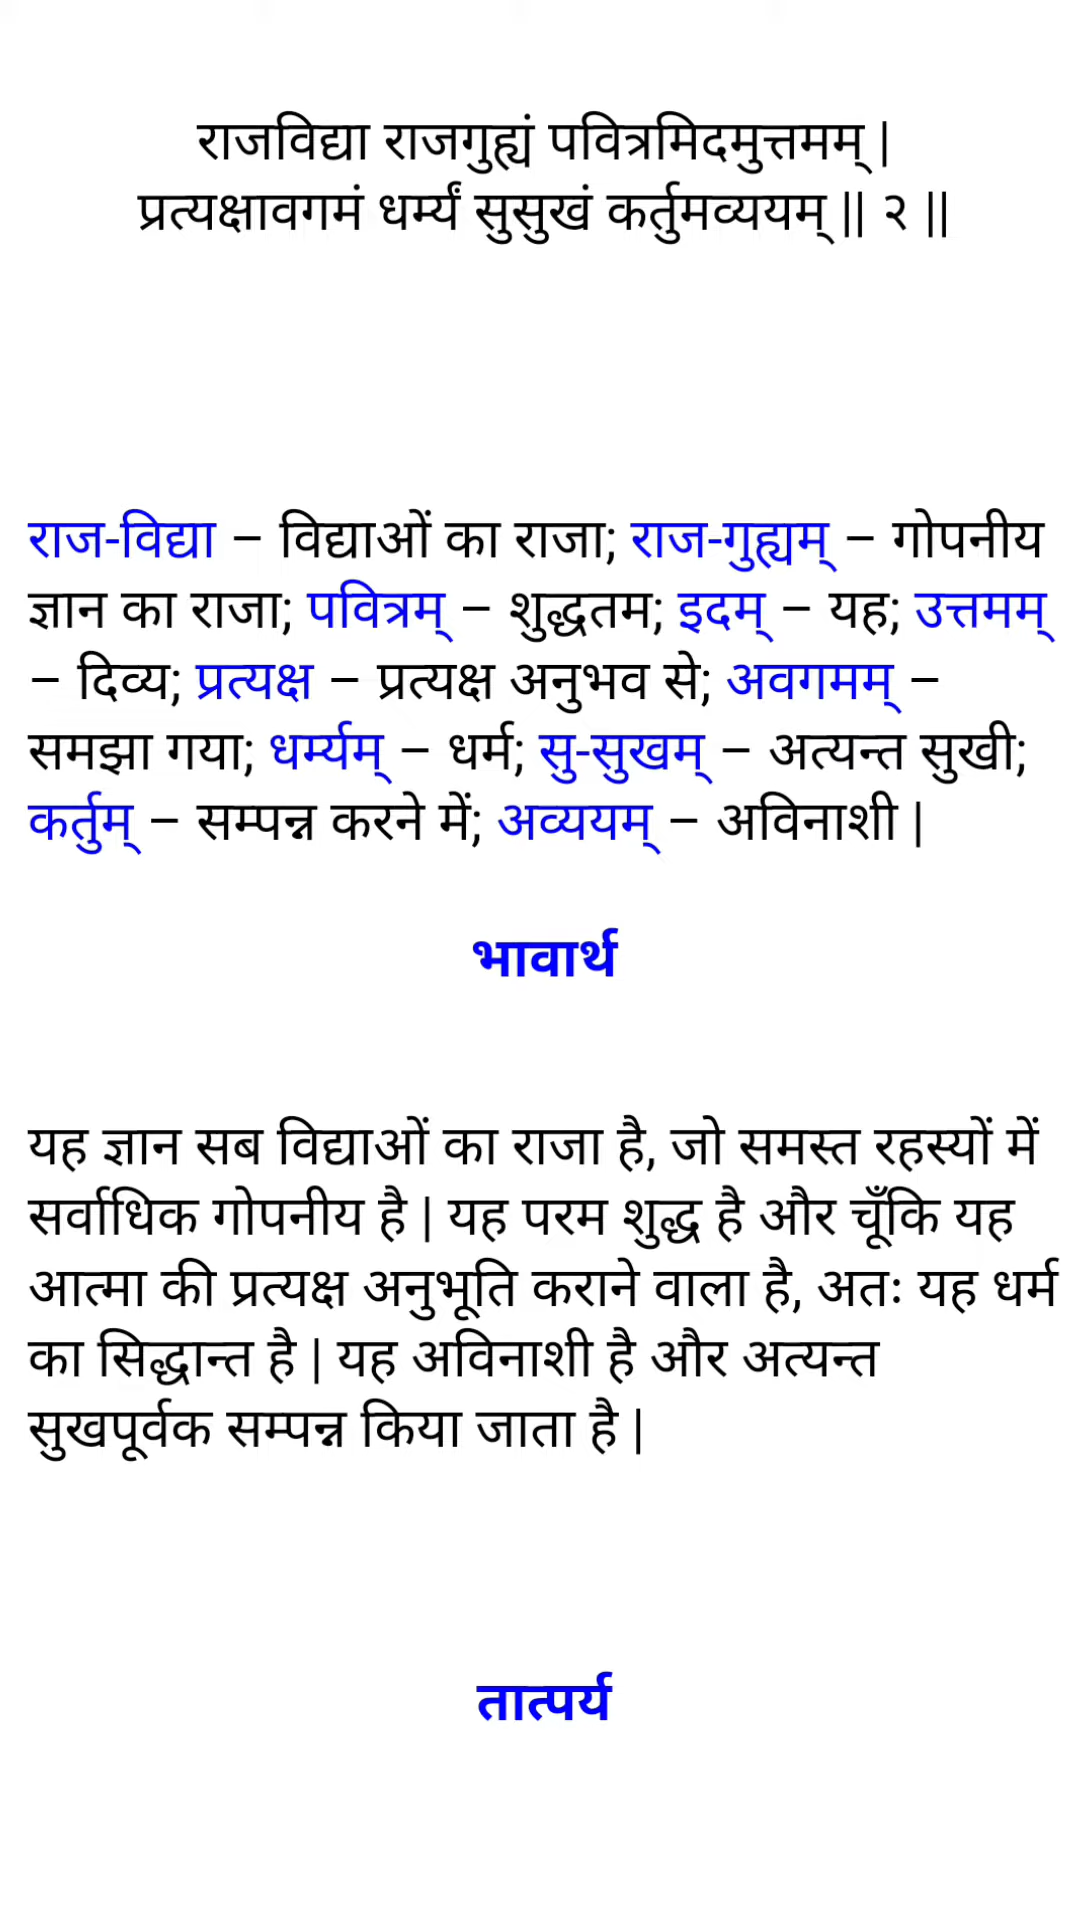 राजविद्या राजगुह्यं पवित्रमिदमुत्तमम् |
प्रत्यक्षावगमं धर्म्यं सुसुखं कर्तुमव्ययम् || २ ||
राज-विद्या – विद्याओं का राजा; राज-गुह्यम् – गोपनीय
ज्ञान का राजा; पवित्रम् – शुद्धतम; इदम् – यह; उत्तमम्
– दिव्य; प्रत्यक्ष – प्रत्यक्ष अनुभव से; अवगमम् –
समझा गया; धर्म्यम् – धर्म; सु-सुखम् – अत्यन्त सुखी;
कर्तुम् – सम्पन्न करने में; अव्ययम् – अविनाशी |
भावार्थ
यह ज्ञान सब विद्याओं का राजा है, जो समस्त रहस्यों में
सर्वाधिक गोपनीय है | यह परम शुद्ध है और चूँकि यह
आत्मा की प्रत्यक्ष अनुभूति कराने वाला है, अतः यह धर्म
का सिद्धान्त है | यह अविनाशी है और अत्यन्त
सुखपूर्वक सम्पन्न किया जाता है |
तात्पर्य